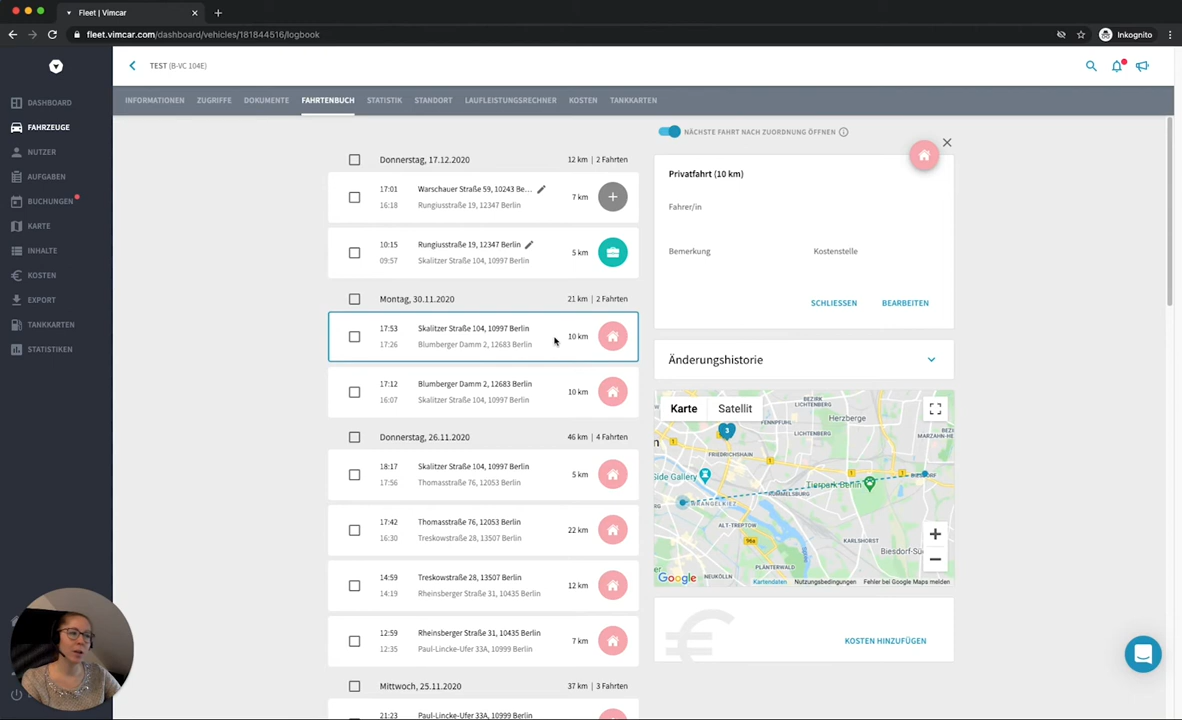 Fleet | Vimcar
fleet.vimcar.com/dashboard/vehicles/181844516/logbook
Inkognito
TEST (B-VC 104E)
DASHBOARD
FAHRZEUGE
NUTZER
AUFGABEN
BUCHUNGEN
KARTE
INHALTE
KOSTEN
EXPORT
TANKKARTEN
STATISTIKEN
INFORMATIONEN ZUGRIFFE DOKUMENTE FAHRTENBUCH STATISTIK STANDORT LAUFLEISTUNGSRECHNER KOSTEN TANKKARTEN
Donnerstag, 17.12.2020 12 km | 2 Fahrten
17:01 Warschauer Straße 59, 10243 Be...
16:18 Rungiusstraße 19, 12347 Berlin
7 km
10:15 Rungiusstraße 19, 12347 Berlin
09:57 Skalitzer Straße 104, 10997 Berlin
5 km
Montag, 30.11.2020 21 km | 2 Fahrten
17:53 Skalitzer Straße 104, 10997 Berlin
17:26 Blumberger Damm 2, 12683 Berlin
10 km
17:12 Blumberger Damm 2, 12683 Berlin
16:07 Skalitzer Straße 104, 10997 Berlin
10 km
Donnerstag, 26.11.2020 46 km | 4 Fahrten
18:17 Skalitzer Straße 104, 10997 Berlin
17:56 Thomasstraße 76, 12053 Berlin
5 km
17:42 Thomasstraße 76, 12053 Berlin
16:30 Treskowstraße 28, 13507 Berlin
22 km
14:59 Treskowstraße 28, 13507 Berlin
14:19 Rheinsberger Straße 31, 10435 Berlin
12 km
12:59 Rheinsberger Straße 31, 10435 Berlin
12:35 Paul-Lincke-Ufer 33A, 10999 Berlin
7 km
Mittwoch, 25.11.2020 37 km | 3 Fahrten
21:23 Paul-Lincke-Ufer 33A, 10999 Berlin
NÄCHSTE FAHRT NACH ZUORDNUNG ÖFFNEN
Privatfahrt (10 km)
Fahrer/in
Bemerkung Kostenstelle
SCHLIESSEN BEARBEITEN
Änderungshistorie
Karte Satellit
BEZIRK
LICHTENBERG
Herzberge
FENNPFUHL
LICHTENBERG
MARZAHN-HE
3
FRIEDRICHSHAIN
BIESDORF
Side Gallery
Tierpark Berlin
RUMMELSBURG
ALT-TREPTOW
96a
KARLSHORST
Biesdorf-Süd
PLÄNTERWALD
NEUKÖLLN
Google
Kartendaten Nutzungsbedingungen Fehler bei Google Maps melden
KOSTEN HINZUFÜGEN